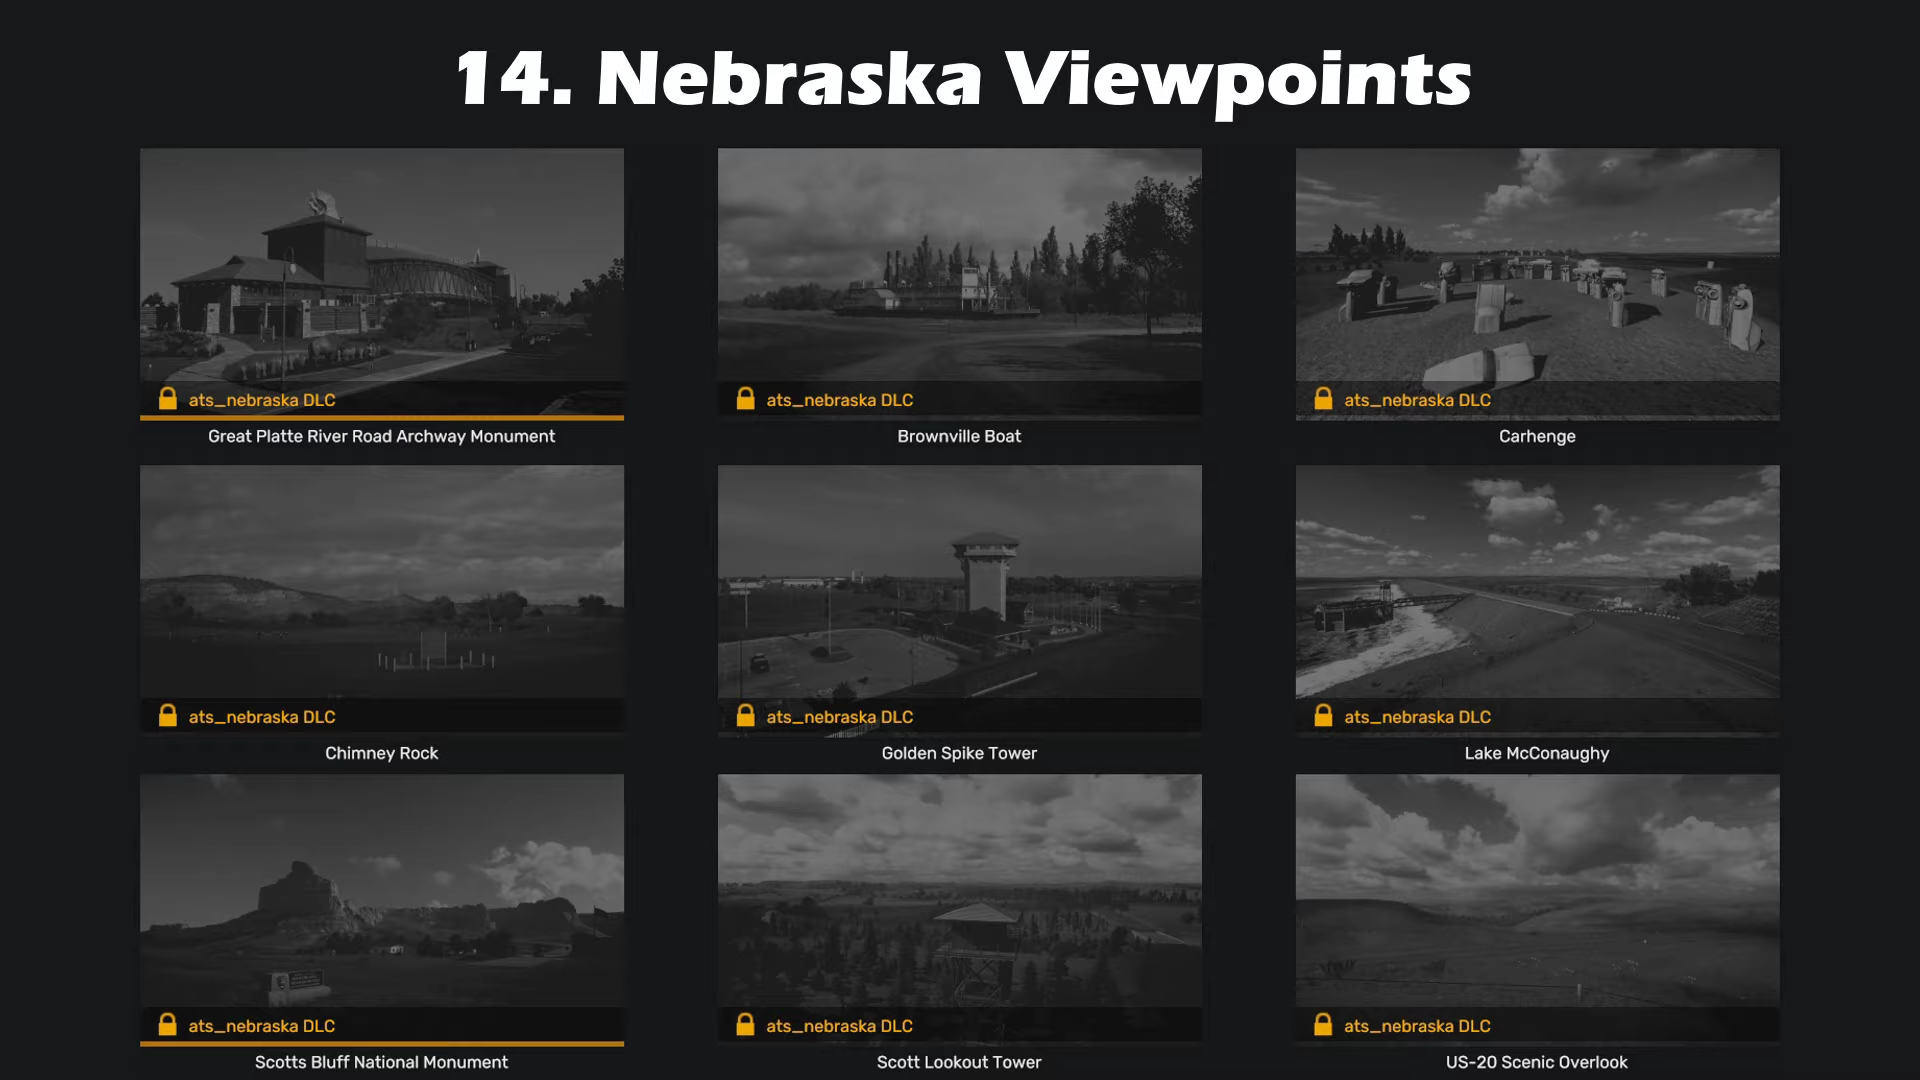 14. Nebraska Viewpoints
ats_nebraska DLC
ats_nebraska DLC
ats_nebraska DLC
Great Platte River Road Archway Monument
Brownville Boat
Carhenge
ats_nebraska DLC
ats_nebraska DLC
ats_nebraska DLC
Chimney Rock
Golden Spike Tower
Lake McConaughy
ats_nebraska DLC
ats_nebraska DLC
ats_nebraska DLC
Scotts Bluff National Monument
Scott Lookout Tower
US-20 Scenic Overlook